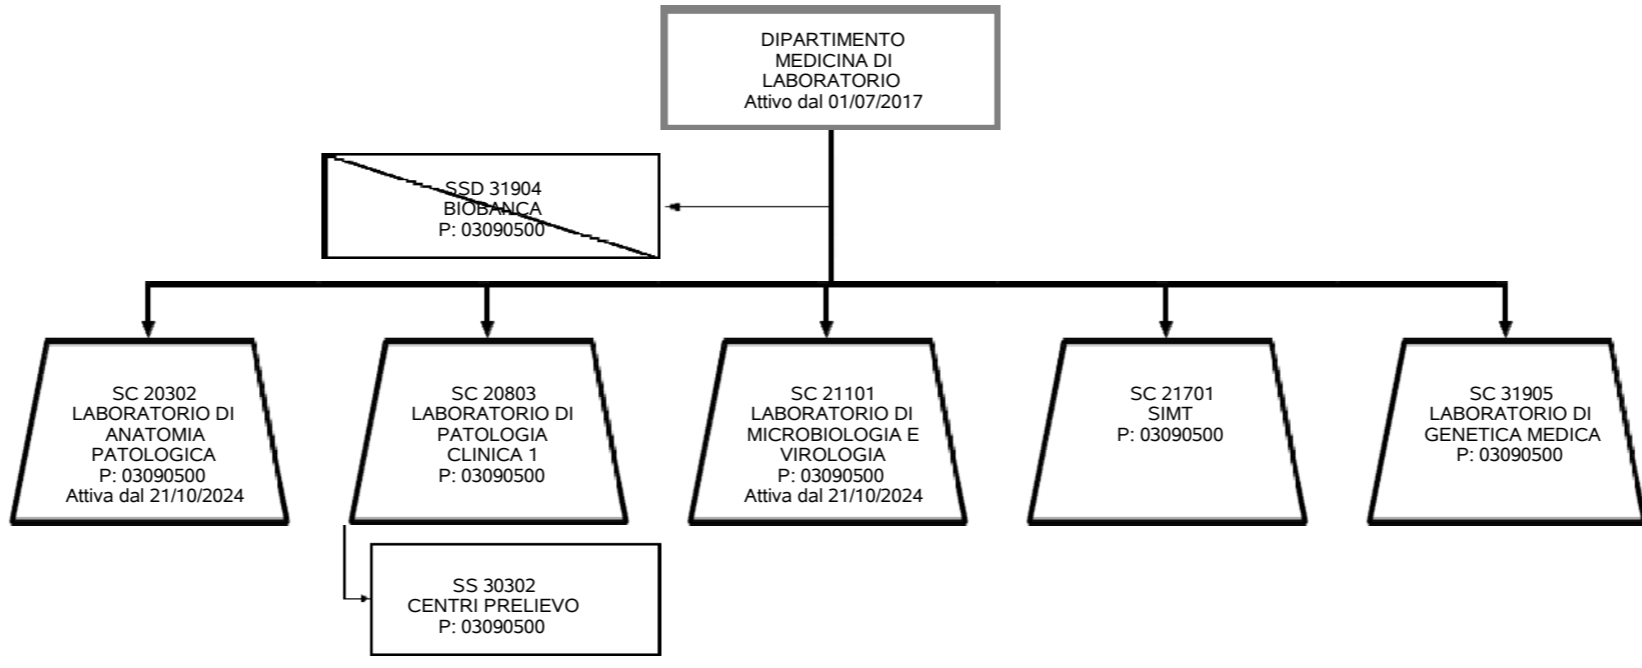 DIPARTIMENTO
MEDICINA DI
LABORATORIO
Attivo dal 01/07/2017
SSD 31904
BIOBANCA
P: 03090500
SC 20302
LABORATORIO DI
ANATOMIA
PATOLOGICA
P: 03090500
Attiva dal 21/10/2024
SC 20803
LABORATORIO DI
PATOLOGIA
CLINICA 1
P: 03090500
SC 21101
LABORATORIO DI
MICROBIOLOGIA E
VIROLOGIA
P: 03090500
Attiva dal 21/10/2024
SC 21701
SIMT
P: 03090500
SC 31905
LABORATORIO DI
GENETICA MEDICA
P: 03090500
SS 30302
CENTRI PRELIEVO
P: 03090500